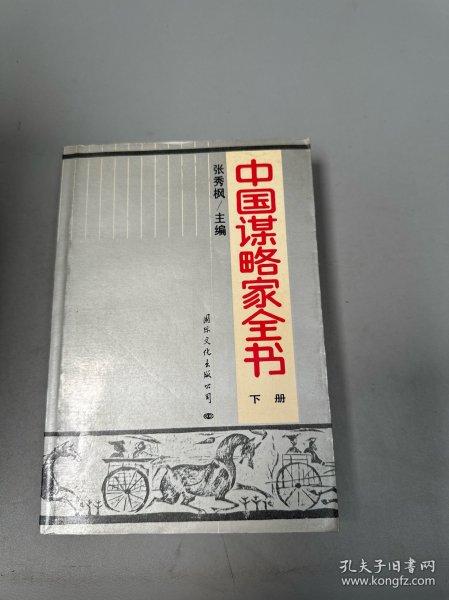 中国谋略家全书
下册
张秀枫/主编
国际文化出版公司
孔夫子旧书网
www.kongfz.com